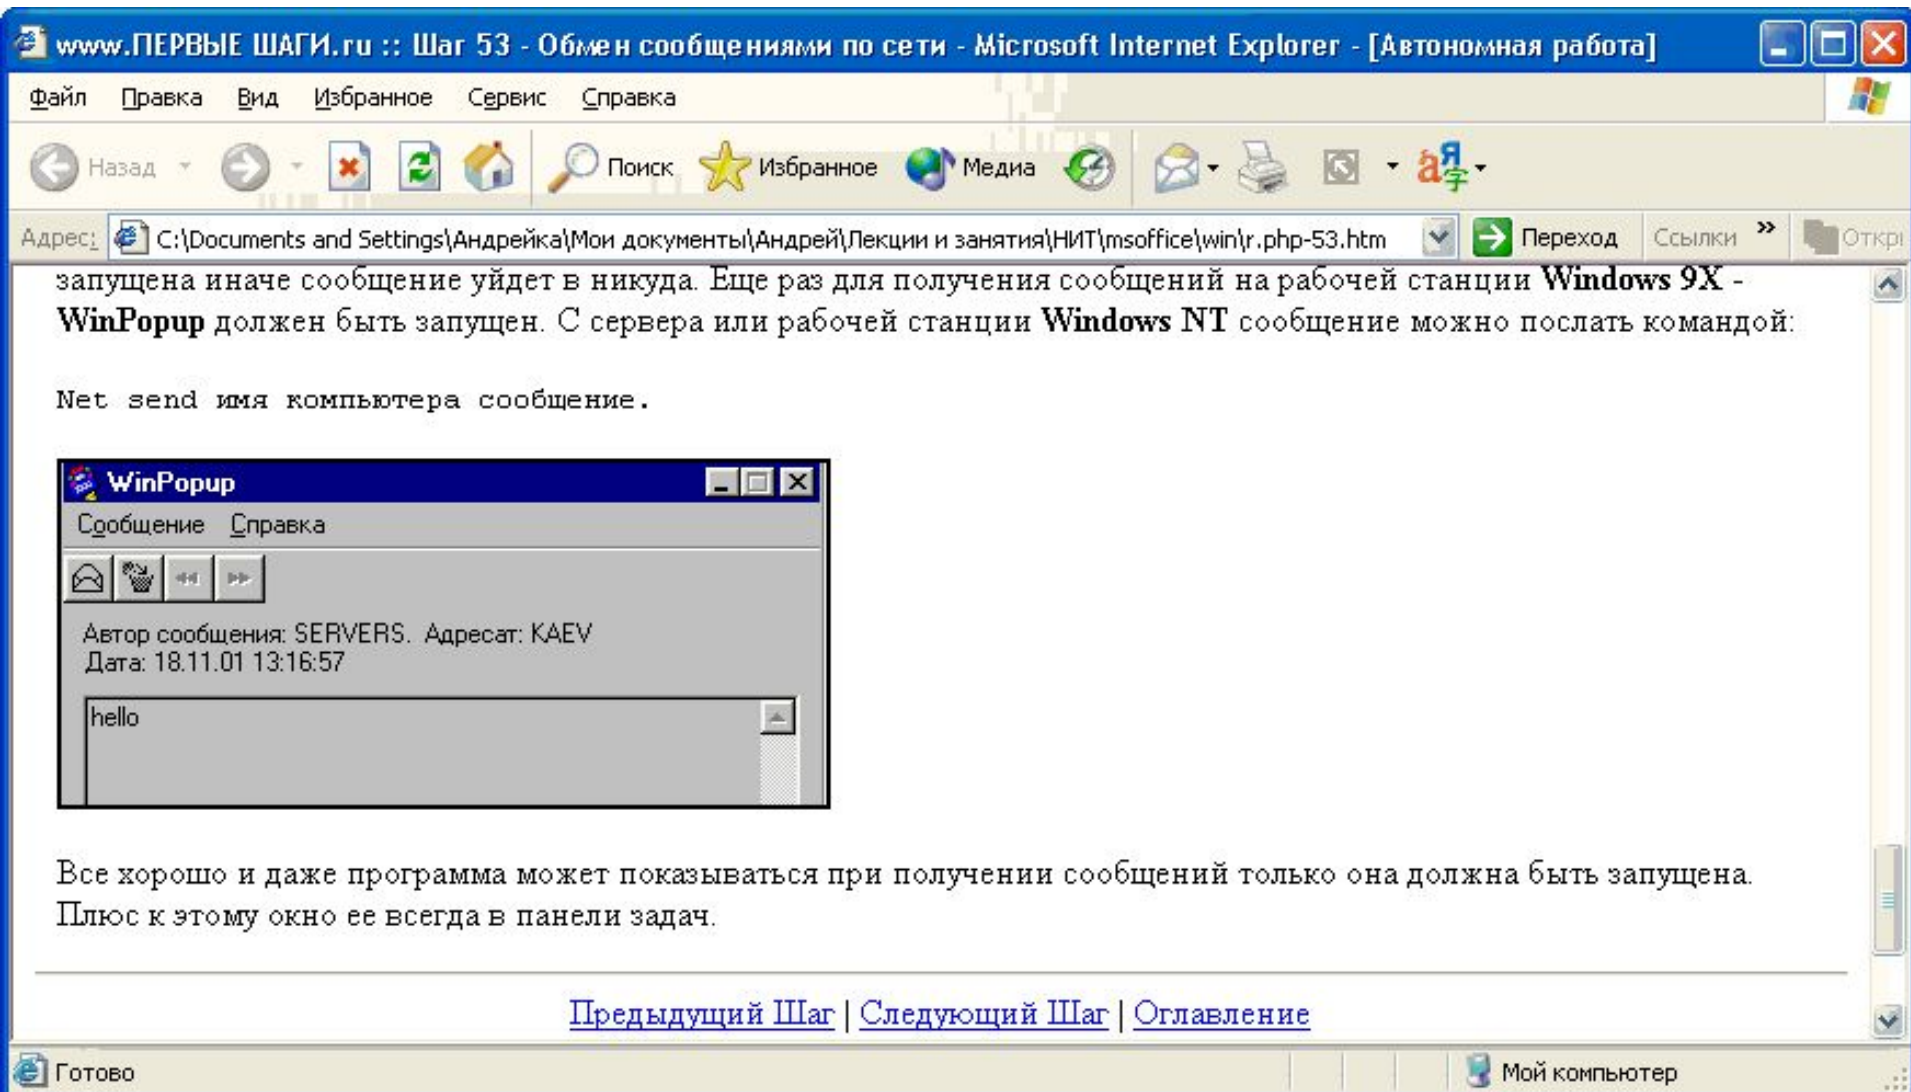 www.ПЕРВЫЕ ШАГИ.ru :: Шаг 53 - Обмен сообщениями по сети - Microsoft Internet Explorer - [Автономная работа]
Файл Правка Вид Избранное Сервис Справка
Назад Поиск Избранное Медиа
Адрес: C:\Documents and Settings\Андрейка\Мои документы\Андрей\Лекции и занятия\НИТ\msoffice\win\r.php-53.htm Переход Ссылки » Откры
запущена иначе сообщение уйдет в никуда. Еще раз для получения сообщений на рабочей станции Windows 9X -
WinPopup должен быть запущен. С сервера или рабочей станции Windows NT сообщение можно послать командой:
Net send имя компьютера сообщение.
WinPopup
Сообщение Справка
Автор сообщения: SERVERS. Адресат: KAEV
Дата: 18.11.01 13:16:57
hello
Все хорошо и даже программа может показываться при получении сообщений только она должна быть запущена.
Плюс к этому окно ее всегда в панели задач.
Предыдущий Шаг | Следующий Шаг | Оглавление
Готово Мой компьютер